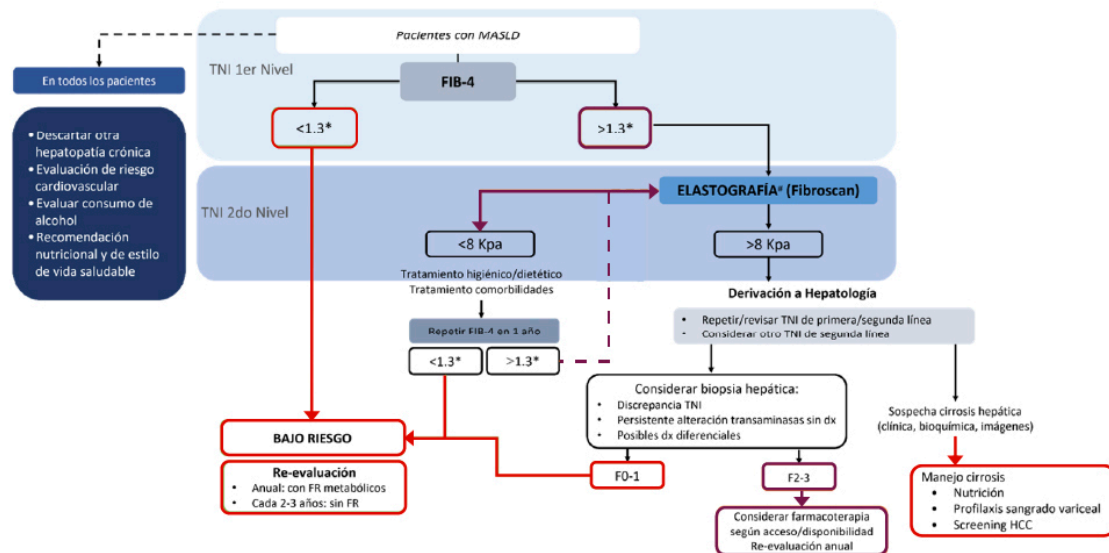 Pacientes con MASLD
TNI 1er Nivel
FIB-4
<1.3*
>1.3*
En todos los pacientes
• Descartar otra
hepatopatía crónica
• Evaluación de riesgo
cardiovascular
• Evaluar consumo de
alcohol
• Recomendación
nutricional y de estilo
de vida saludable
TNI 2do Nivel
ELASTOGRAFÍA# (Fibroscan)
<8 Kpa
>8 Kpa
Tratamiento higiénico/dietético
Tratamiento comorbilidades
Repetir FIB-4 en 1 año
<1.3*
>1.3*
Derivación a Hepatología
• Repetir/revisar TNI de primera/segunda línea
• Considerar otro TNI de segunda línea
Considerar biopsia hepática:
• Discrepancia TNI
• Persistente alteración transaminasas sin dx
• Posibles dx diferenciales
Sospecha cirrosis hepática
(clínica, bioquímica, imágenes)
BAJO RIESGO
Re-evaluación
• Anual: con FR metabólicos
• Cada 2-3 años: sin FR
F0-1
F2-3
Considerar farmacoterapia
según acceso/disponibilidad
Re-evaluación anual
Manejo cirrosis
• Nutrición
• Profilaxis sangrado variceal
• Screening HCC